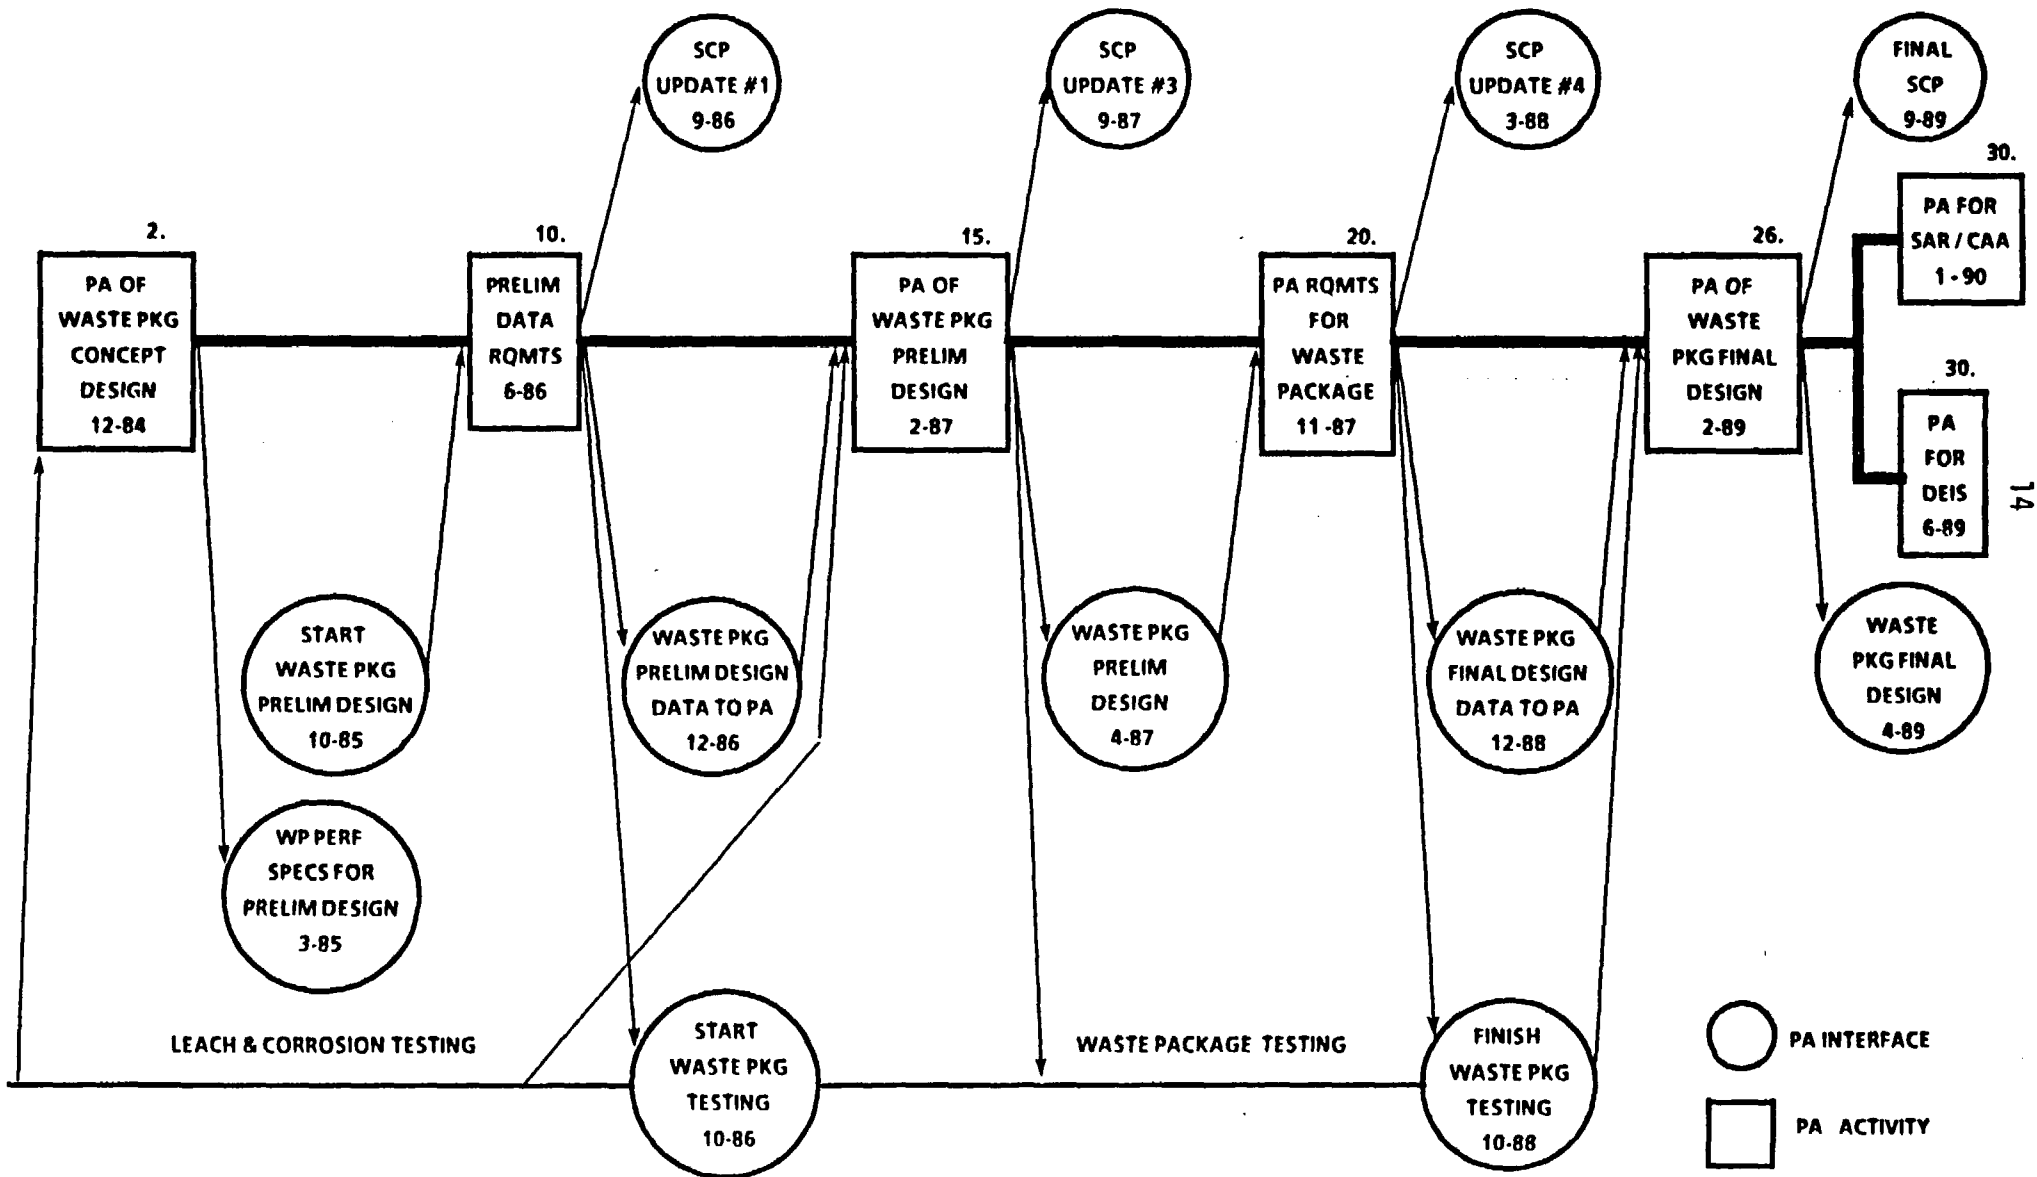 SCP
UPDATE #1
9-86
SCP
UPDATE #3
9-87
SCP
UPDATE #4
3-88
FINAL
SCP
9-89
2.
PA OF
WASTE PKG
CONCEPT
DESIGN
12-84
10.
PRELIM
DATA
RQMTS
6-86
15.
PA OF
WASTE PKG
PRELIM
DESIGN
2-87
20.
PA RQMTS
FOR
WASTE
PACKAGE
11-87
26.
PA OF
WASTE
PKG FINAL
DESIGN
2-89
30.
PA FOR
SAR / CAA
1-90
30.
PA
FOR
DEIS
6-89
14
START
WASTE PKG
PRELIM DESIGN
10-85
WASTE PKG
PRELIM DESIGN
DATA TO PA
12-86
WASTE PKG
PRELIM
DESIGN
4-87
WASTE PKG
FINAL DESIGN
DATA TO PA
12-88
WASTE
PKG FINAL
DESIGN
4-89
WP PERF
SPECS FOR
PRELIM DESIGN
3-85
LEACH & CORROSION TESTING
START
WASTE PKG
TESTING
10-86
WASTE PACKAGE TESTING
FINISH
WASTE PKG
TESTING
10-88
PA INTERFACE
PA ACTIVITY